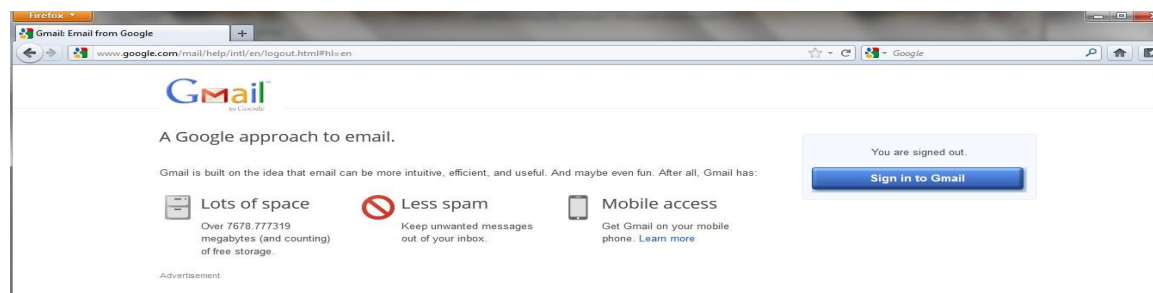 Firefox
Gmail: Email from Google
www.google.com/mail/help/intl/en/logout.html#hl=en
Google
Gmail™
by Google
A Google approach to email.
You are signed out.
Gmail is built on the idea that email can be more intuitive, efficient, and useful. And maybe even fun. After all, Gmail has:
Sign in to Gmail
Lots of space
Over 7678.777319
megabytes (and counting)
of free storage.
Less spam
Keep unwanted messages
out of your inbox.
Mobile access
Get Gmail on your mobile
phone. Learn more
Advertisement